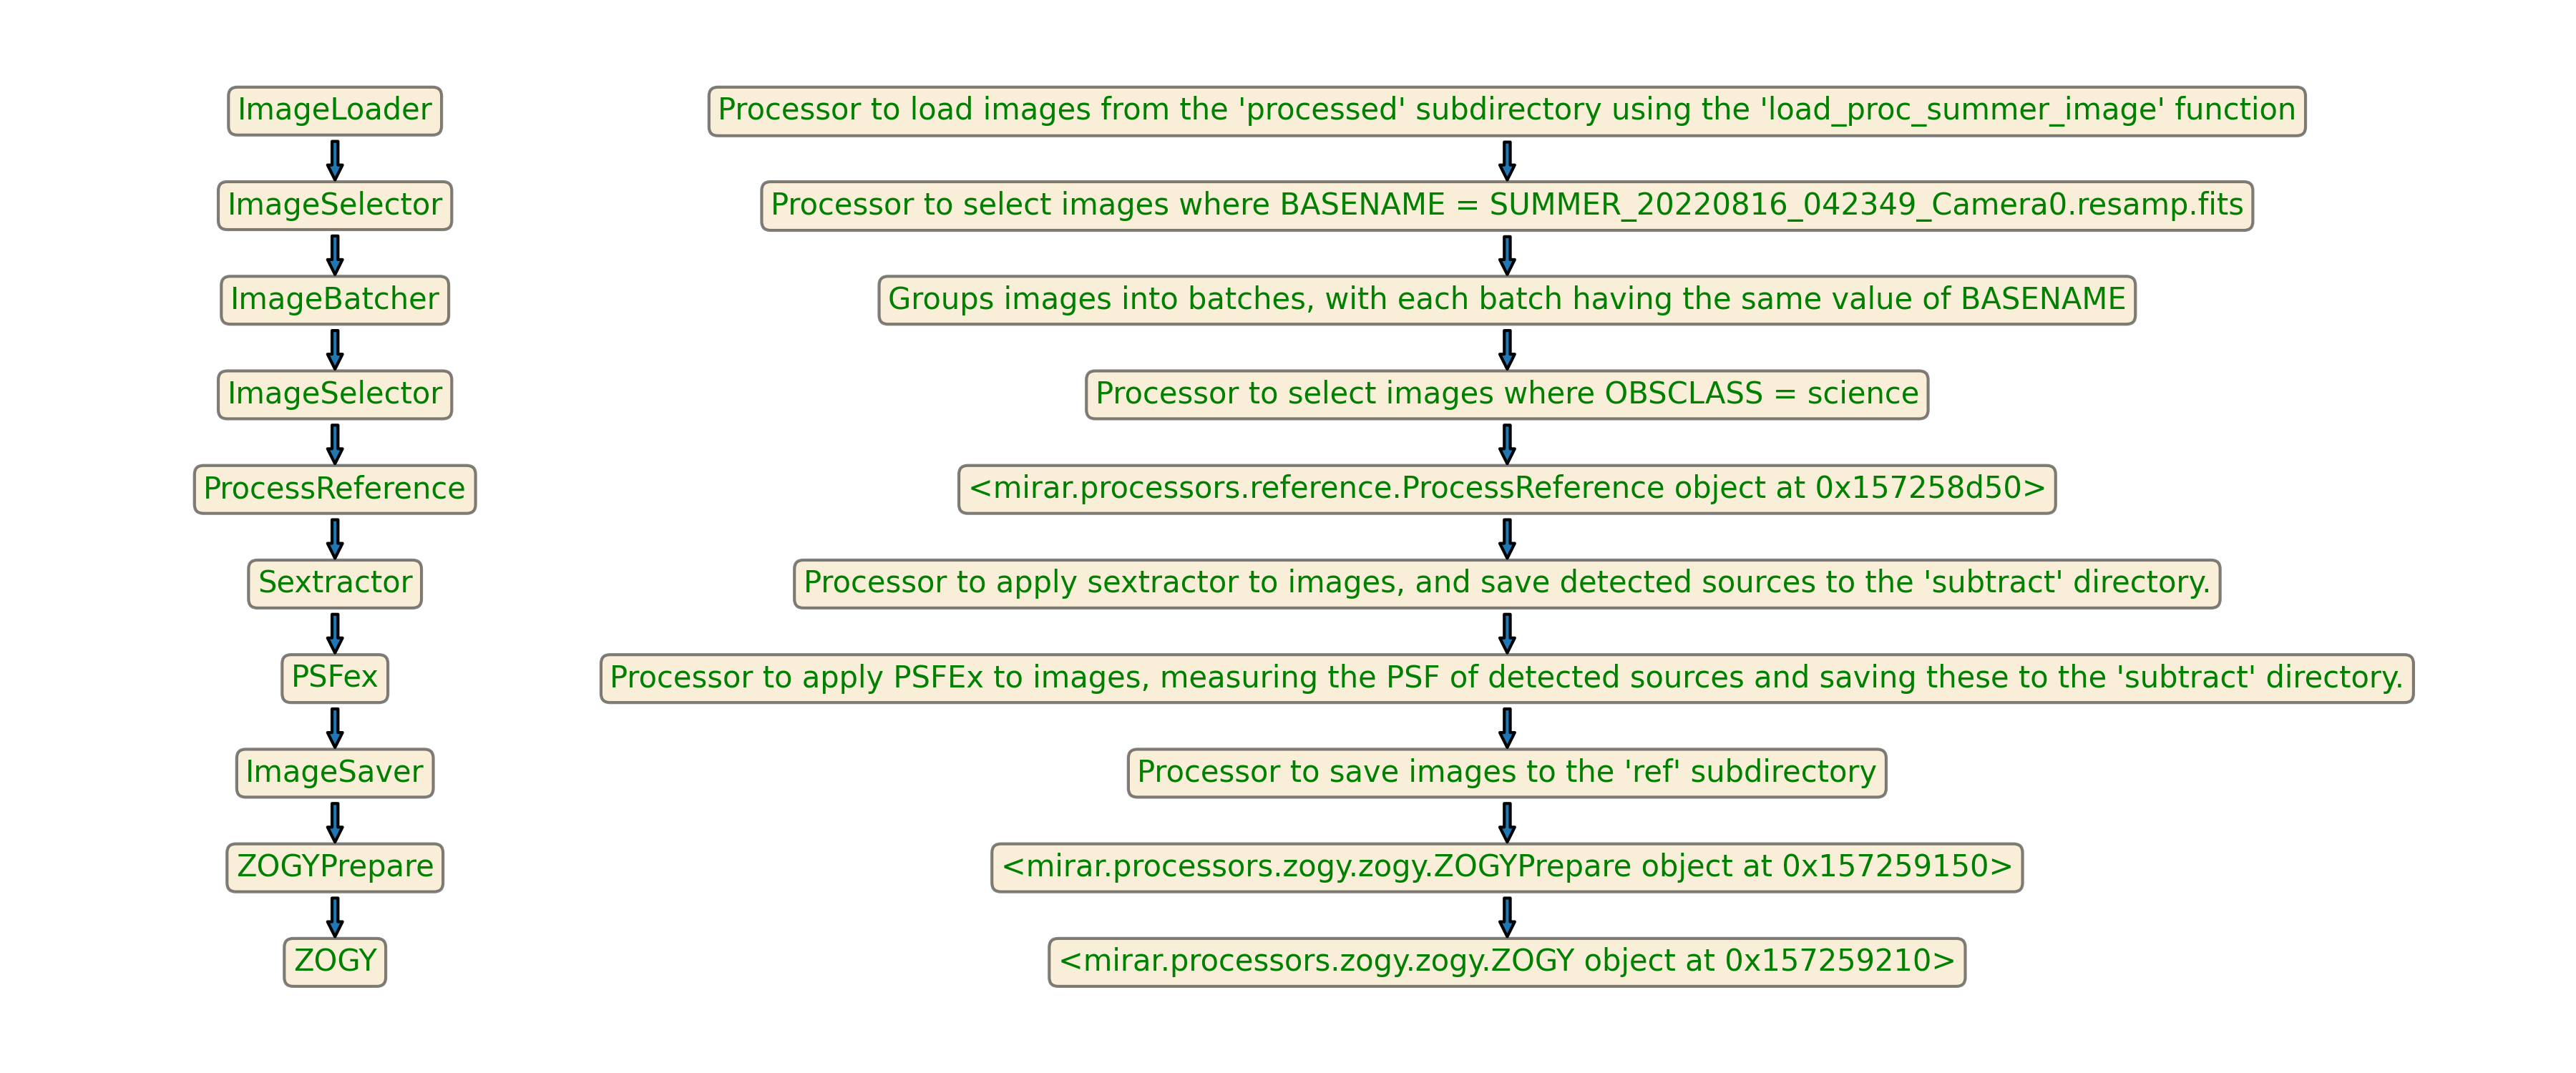 ImageLoader
Processor to load images from the 'processed' subdirectory using the 'load_proc_summer_image' function
ImageSelector
Processor to select images where BASENAME = SUMMER_20220816_042349_Camera0.resamp.fits
ImageBatcher
Groups images into batches, with each batch having the same value of BASENAME
ImageSelector
Processor to select images where OBSCLASS = science
ProcessReference
<mirar.processors.reference.ProcessReference object at 0x157258d50>
Sextractor
Processor to apply sextractor to images, and save detected sources to the 'subtract' directory.
PSFex
Processor to apply PSFEx to images, measuring the PSF of detected sources and saving these to the 'subtract' directory.
ImageSaver
Processor to save images to the 'ref' subdirectory
ZOGYPrepare
<mirar.processors.zogy.zogy.ZOGYPrepare object at 0x157259150>
ZOGY
<mirar.processors.zogy.zogy.ZOGY object at 0x157259210>